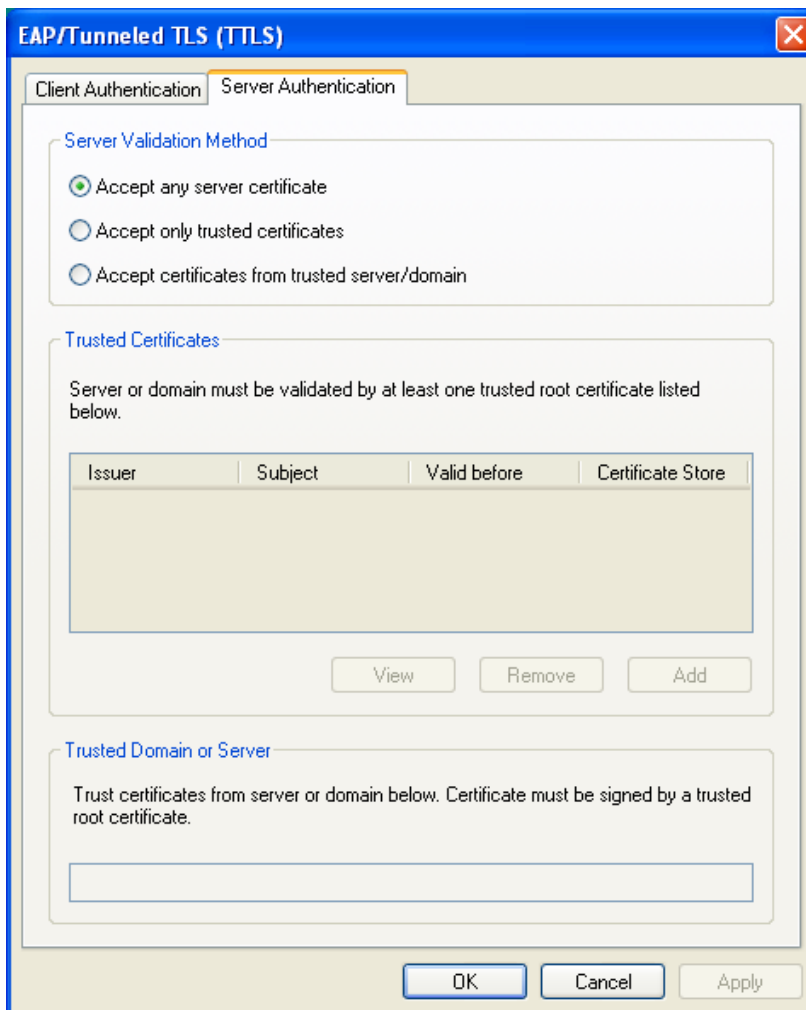 EAP/Tunneled TLS (TTLS)
Client Authentication Server Authentication
Server Validation Method
Accept any server certificate
Accept only trusted certificates
Accept certificates from trusted server/domain
Trusted Certificates
Server or domain must be validated by at least one trusted root certificate listed
below.
Issuer Subject Valid before Certificate Store
View Remove Add
Trusted Domain or Server
Trust certificates from server or domain below. Certificate must be signed by a trusted
root certificate.
OK Cancel Apply